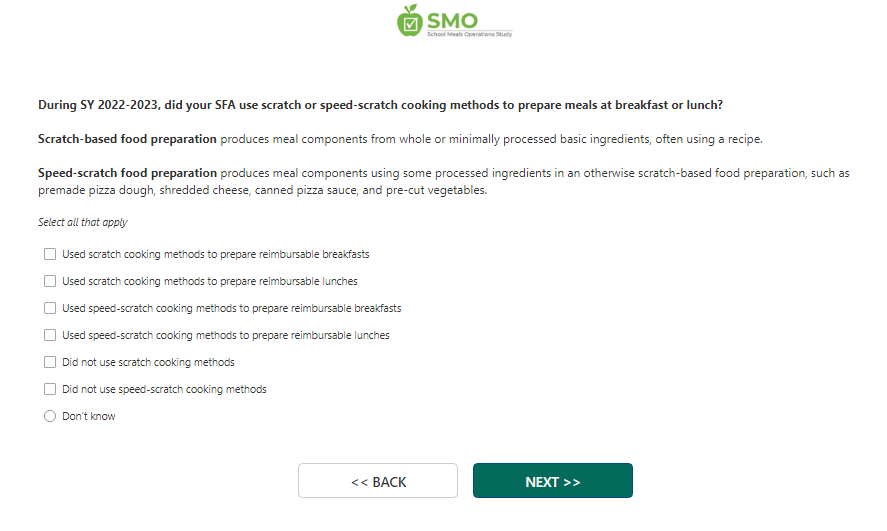 SMO
School Meals Operations Study
During SY 2022-2023, did your SFA use scratch or speed-scratch cooking methods to prepare meals at breakfast or lunch?
Scratch-based food preparation produces meal components from whole or minimally processed basic ingredients, often using a recipe.
Speed-scratch food preparation produces meal components using some processed ingredients in an otherwise scratch-based food preparation, such as
premade pizza dough, shredded cheese, canned pizza sauce, and pre-cut vegetables.
Select all that apply
Used scratch cooking methods to prepare reimbursable breakfasts
Used scratch cooking methods to prepare reimbursable lunches
Used speed-scratch cooking methods to prepare reimbursable breakfasts
Used speed-scratch cooking methods to prepare reimbursable lunches
Did not use scratch cooking methods
Did not use speed-scratch cooking methods
Don't know
<< BACK
NEXT >>